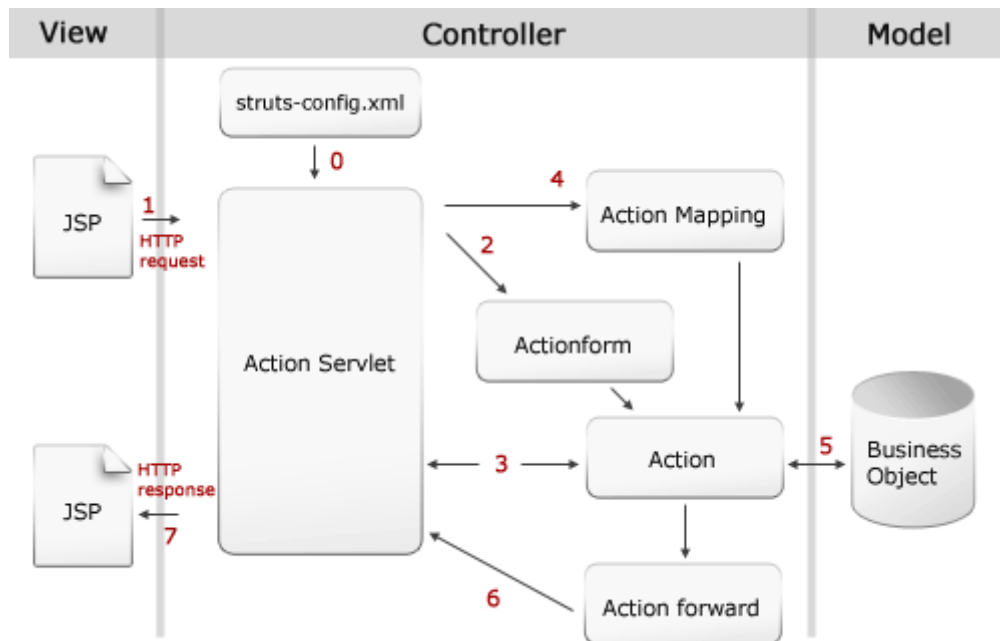 View
Controller
Model
struts-config.xml
0
4
JSP
1
HTTP
request
Action Mapping
2
Actionform
Action Servlet
JSP
HTTP
response
7
3
Action
5
Business
Object
6
Action forward